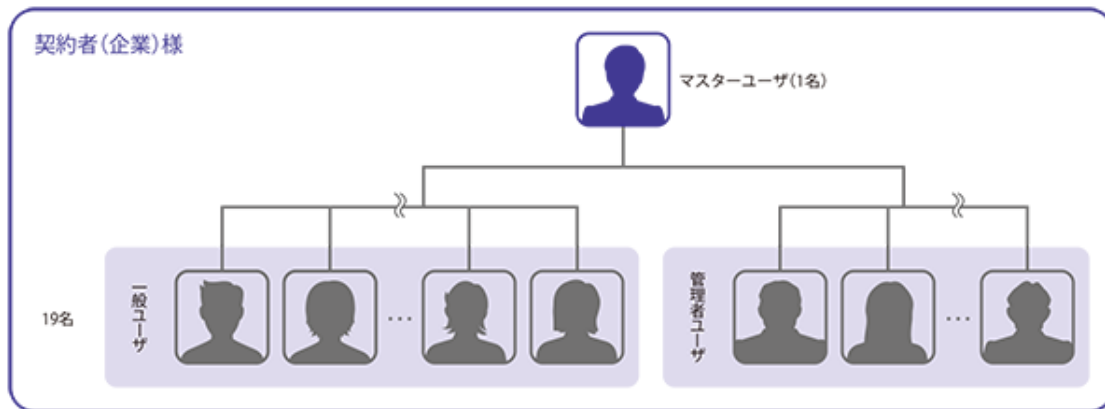 契約者(企業)様
マスターユーザ(1名)
19名
一般ユーザ
…
管理者ユーザ
…